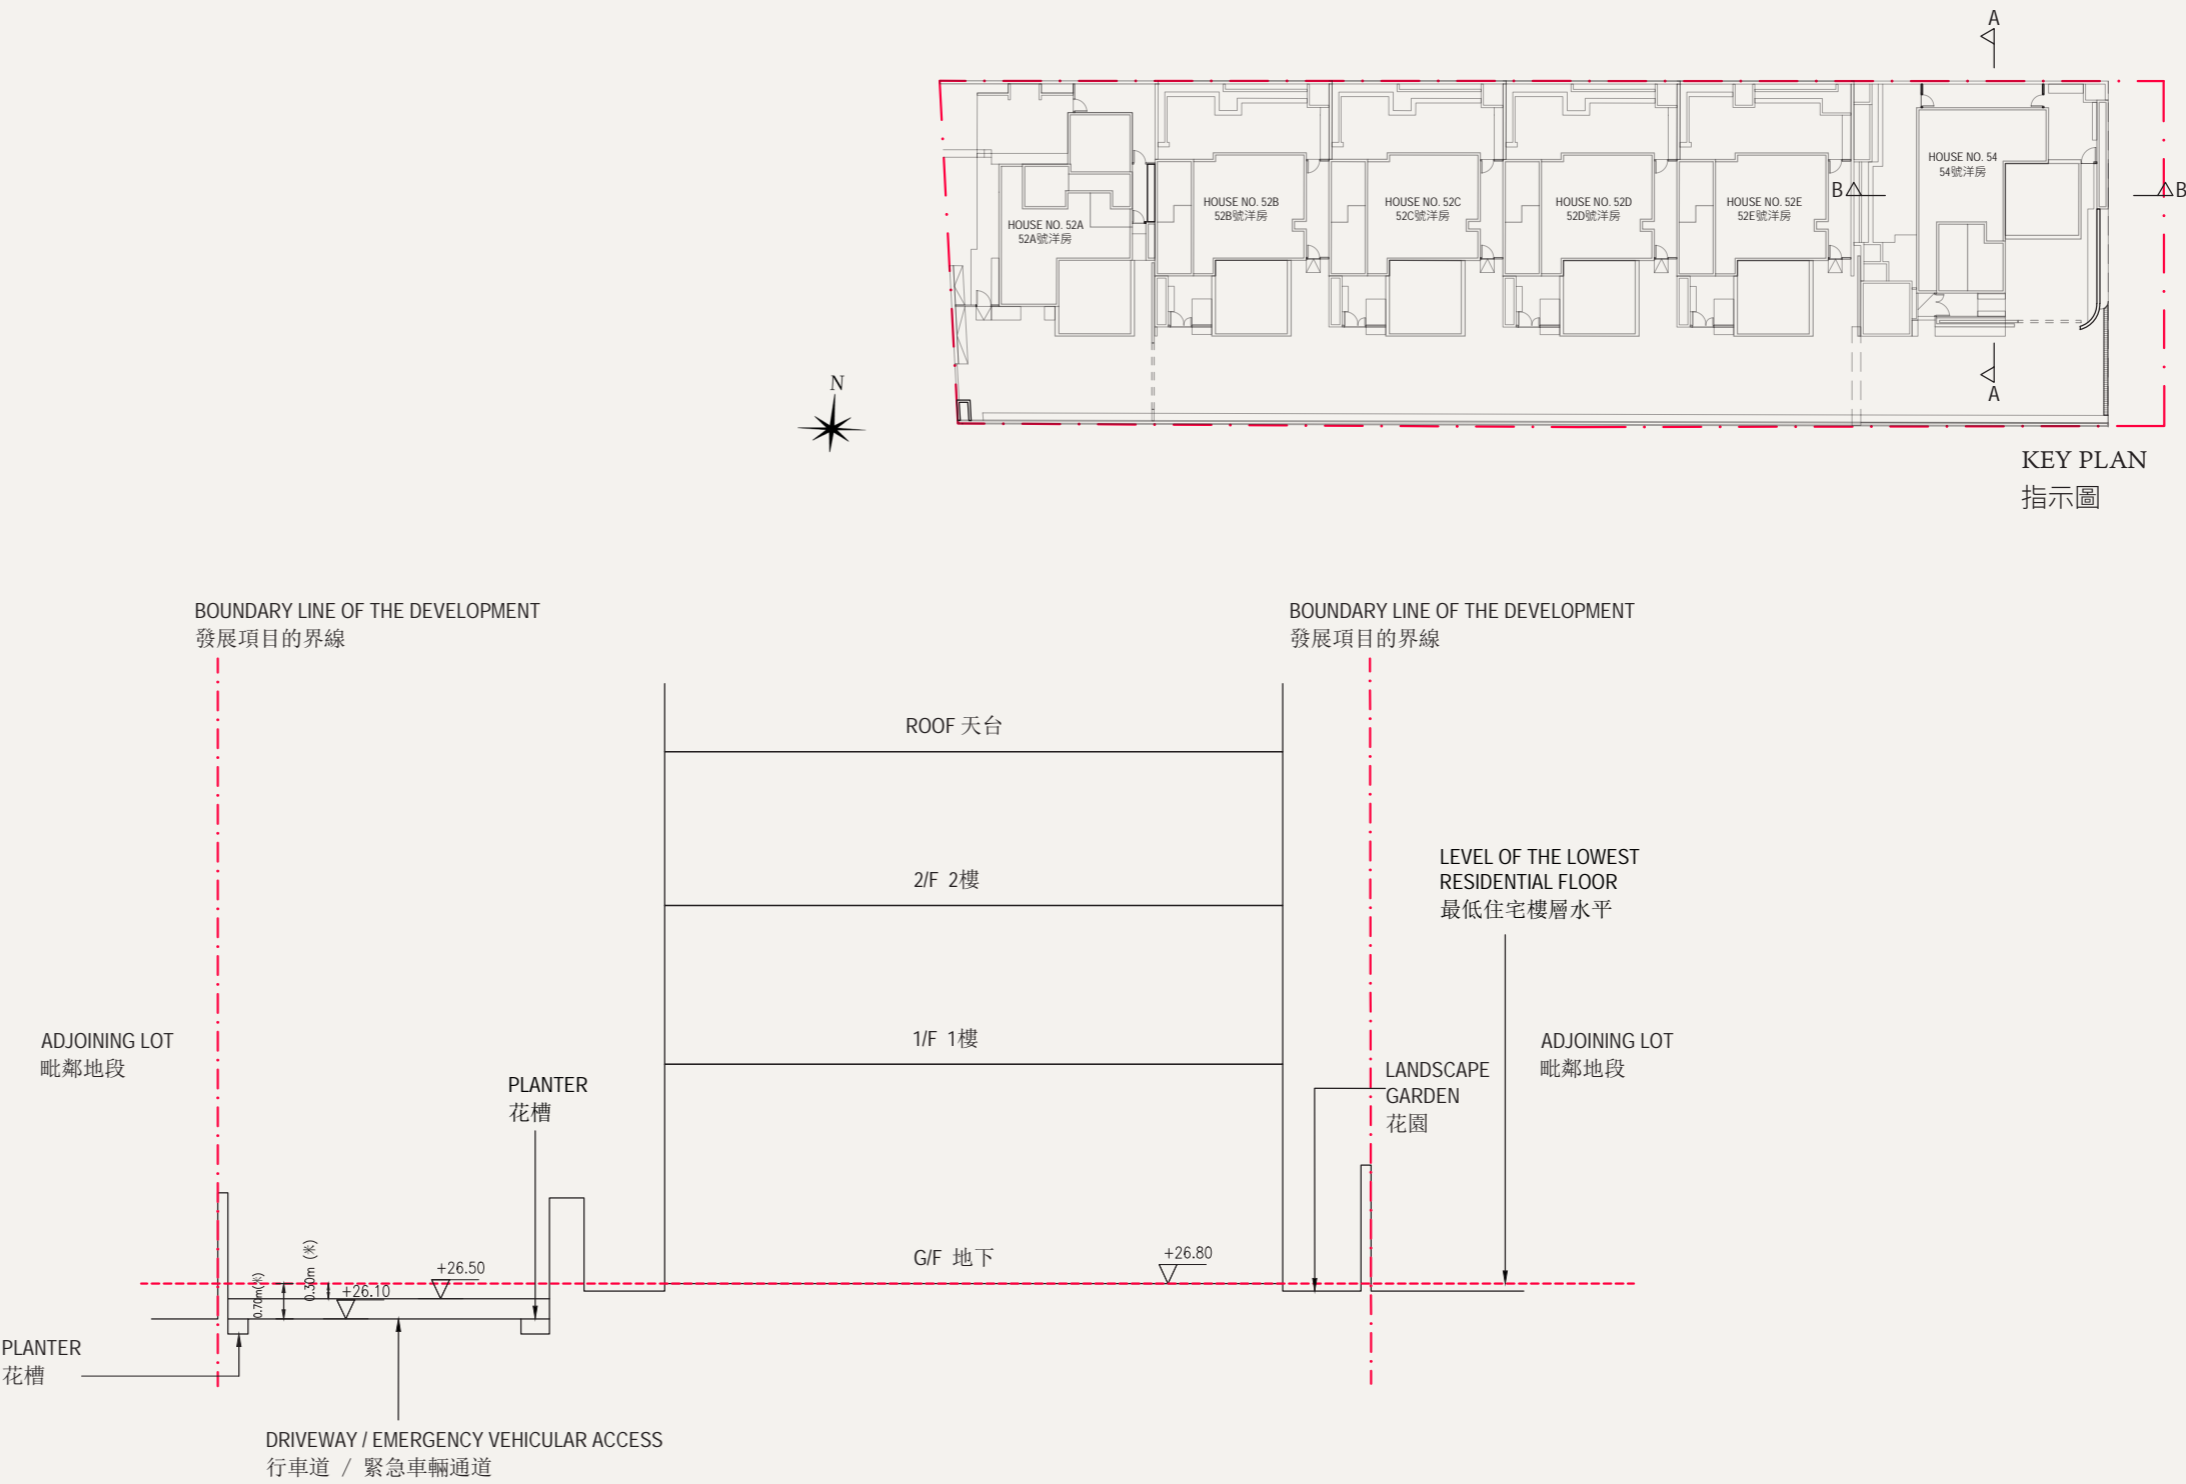 A
HOUSE NO. 54
54號洋房
B
B
HOUSE NO. 52B
52B號洋房
HOUSE NO. 52C
52C號洋房
HOUSE NO. 52D
52D號洋房
HOUSE NO. 52E
52E號洋房
HOUSE NO. 52A
52A號洋房
N
A
KEY PLAN
指示圖
BOUNDARY LINE OF THE DEVELOPMENT
發展項目的界線
BOUNDARY LINE OF THE DEVELOPMENT
發展項目的界線
ROOF 天台
2/F 2樓
LEVEL OF THE LOWEST
RESIDENTIAL FLOOR
最低住宅樓層水平
1/F 1樓
ADJOINING LOT
毗鄰地段
ADJOINING LOT
毗鄰地段
PLANTER
花槽
LANDSCAPE
GARDEN
花園
G/F 地下
+26.80
+26.50
0.30m (米)
0.70m(米)
+26.10
PLANTER
花槽
DRIVEWAY / EMERGENCY VEHICULAR ACCESS
行車道 / 緊急車輛通道